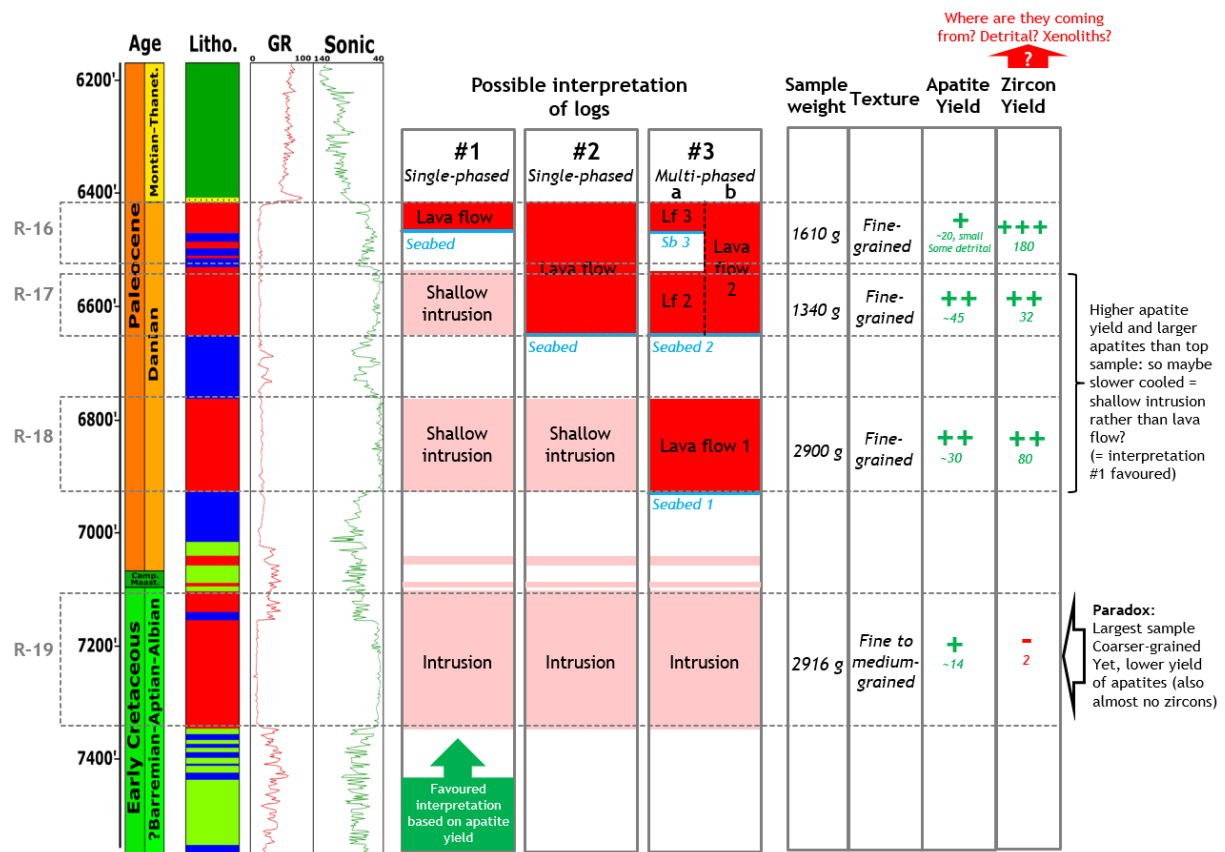 Where are they coming
from? Detrital? Xenoliths?
?
Age
Litho.
GR
Sonic
0
100
140
40
Possible interpretation
of logs
Sample
weight
Texture
Apatite
Yield
Zircon
Yield
#1
Single-phased
#2
Single-phased
#3
Multi-phased
a
b
6200'
6400'
6600'
6800'
7000'
7200'
7400'
Paleocene
Montian-Thanet.
Danian
Camp.
Maast.
Early Cretaceous
?Barremian-Aptian-Albian
R-16
Lava flow
Seabed
Lava flow
Lf 3
Sb 3
Lava
flow
2
1610 g
Fine-
grained
+
~20, small
Some detrital
+++
180
R-17
Shallow
intrusion
Seabed
Lf 2
Seabed 2
1340 g
Fine-
grained
++
~45
++
32
Higher apatite
yield and larger
apatites than top
sample: so maybe
slower cooled =
shallow intrusion
rather than lava
flow?
(= interpretation
#1 favoured)
R-18
Shallow
intrusion
Shallow
intrusion
Lava flow 1
Seabed 1
2900 g
Fine-
grained
++
~30
++
80
R-19
Intrusion
Intrusion
Intrusion
2916 g
Fine to
medium-
grained
+
~14
-
2
Paradox:
Largest sample
Coarser-grained
Yet, lower yield
of apatites (also
almost no zircons)
Favoured
interpretation
based on apatite
yield